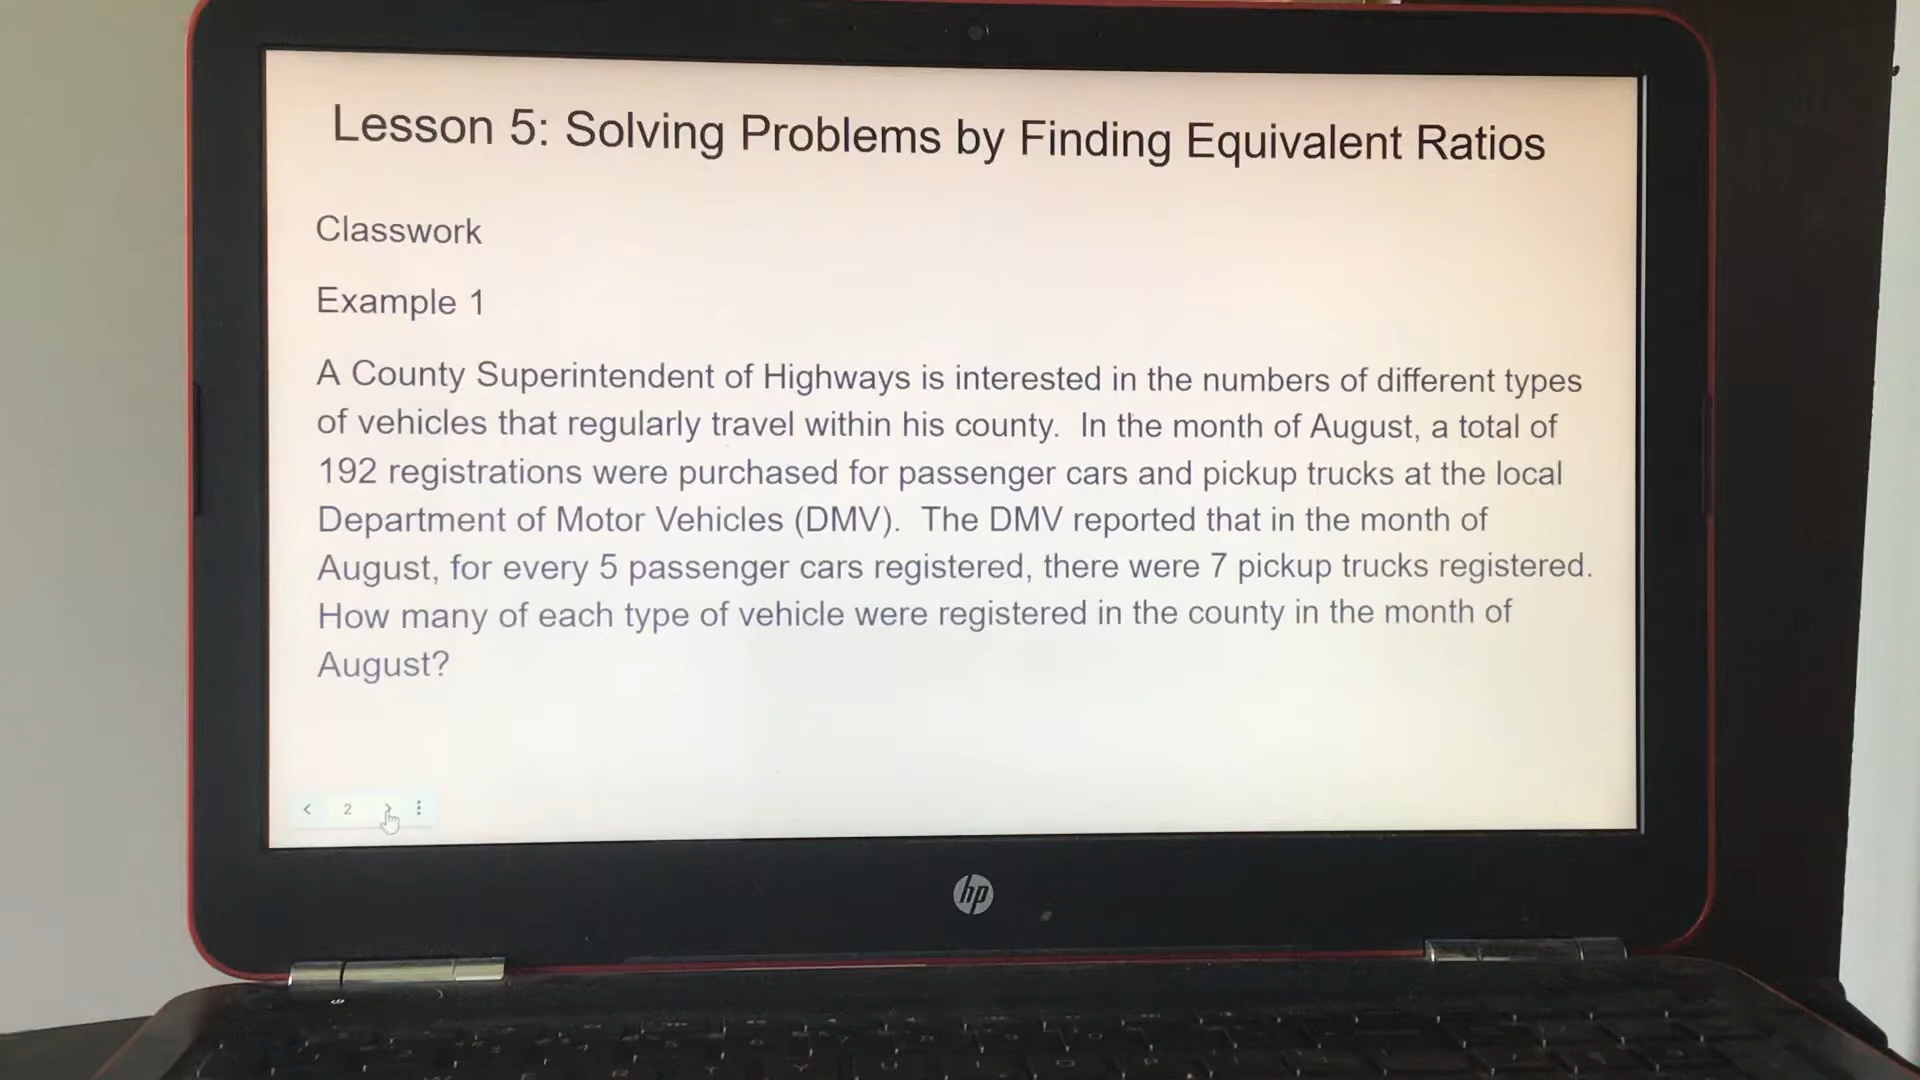 Lesson 5: Solving Problems by Finding Equivalent Ratios
Classwork
Example 1
A County Superintendent of Highways is interested in the numbers of different types
of vehicles that regularly travel within his county. In the month of August, a total of
192 registrations were purchased for passenger cars and pickup trucks at the local
Department of Motor Vehicles (DMV). The DMV reported that in the month of
August, for every 5 passenger cars registered, there were 7 pickup trucks registered.
How many of each type of vehicle were registered in the county in the month of
August?
2
hp